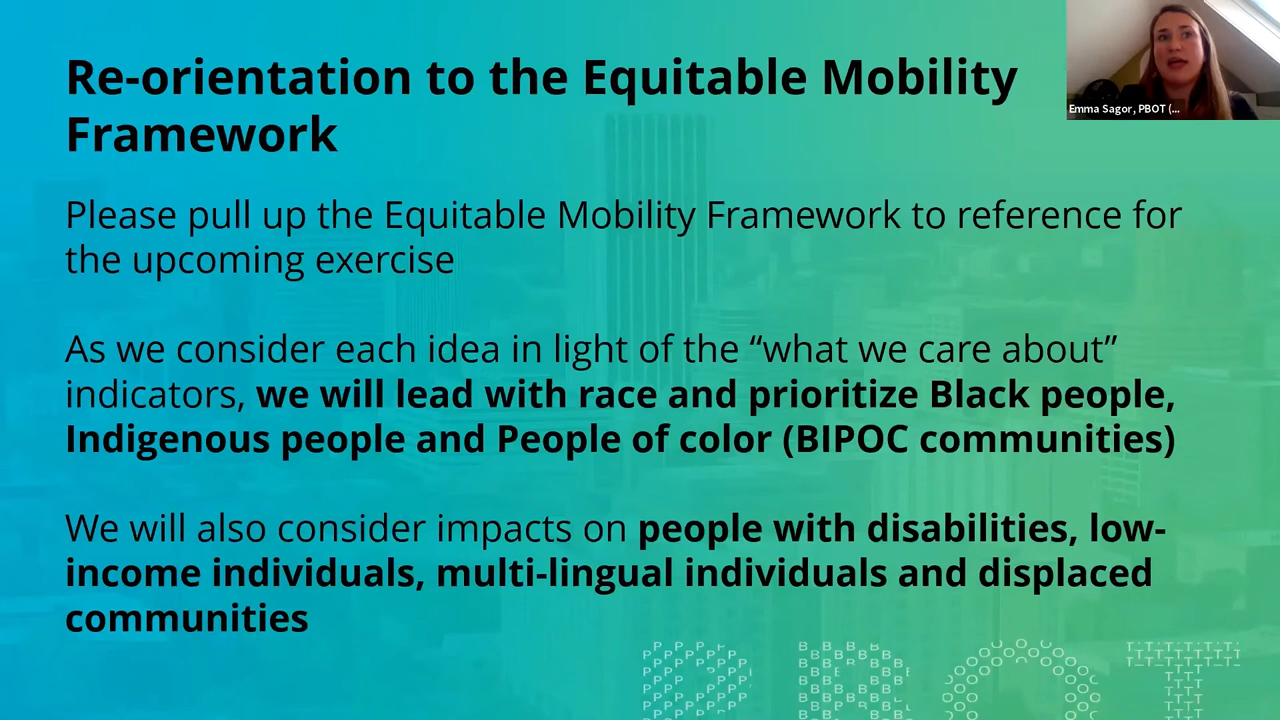 Re-orientation to the Equitable Mobility
Framework
Emma Sagor, PBOT (...
Please pull up the Equitable Mobility Framework to reference for
the upcoming exercise
As we consider each idea in light of the “what we care about”
indicators, we will lead with race and prioritize Black people,
Indigenous people and People of color (BIPOC communities)
We will also consider impacts on people with disabilities, low-
income individuals, multi-lingual individuals and displaced
communities
PBOT